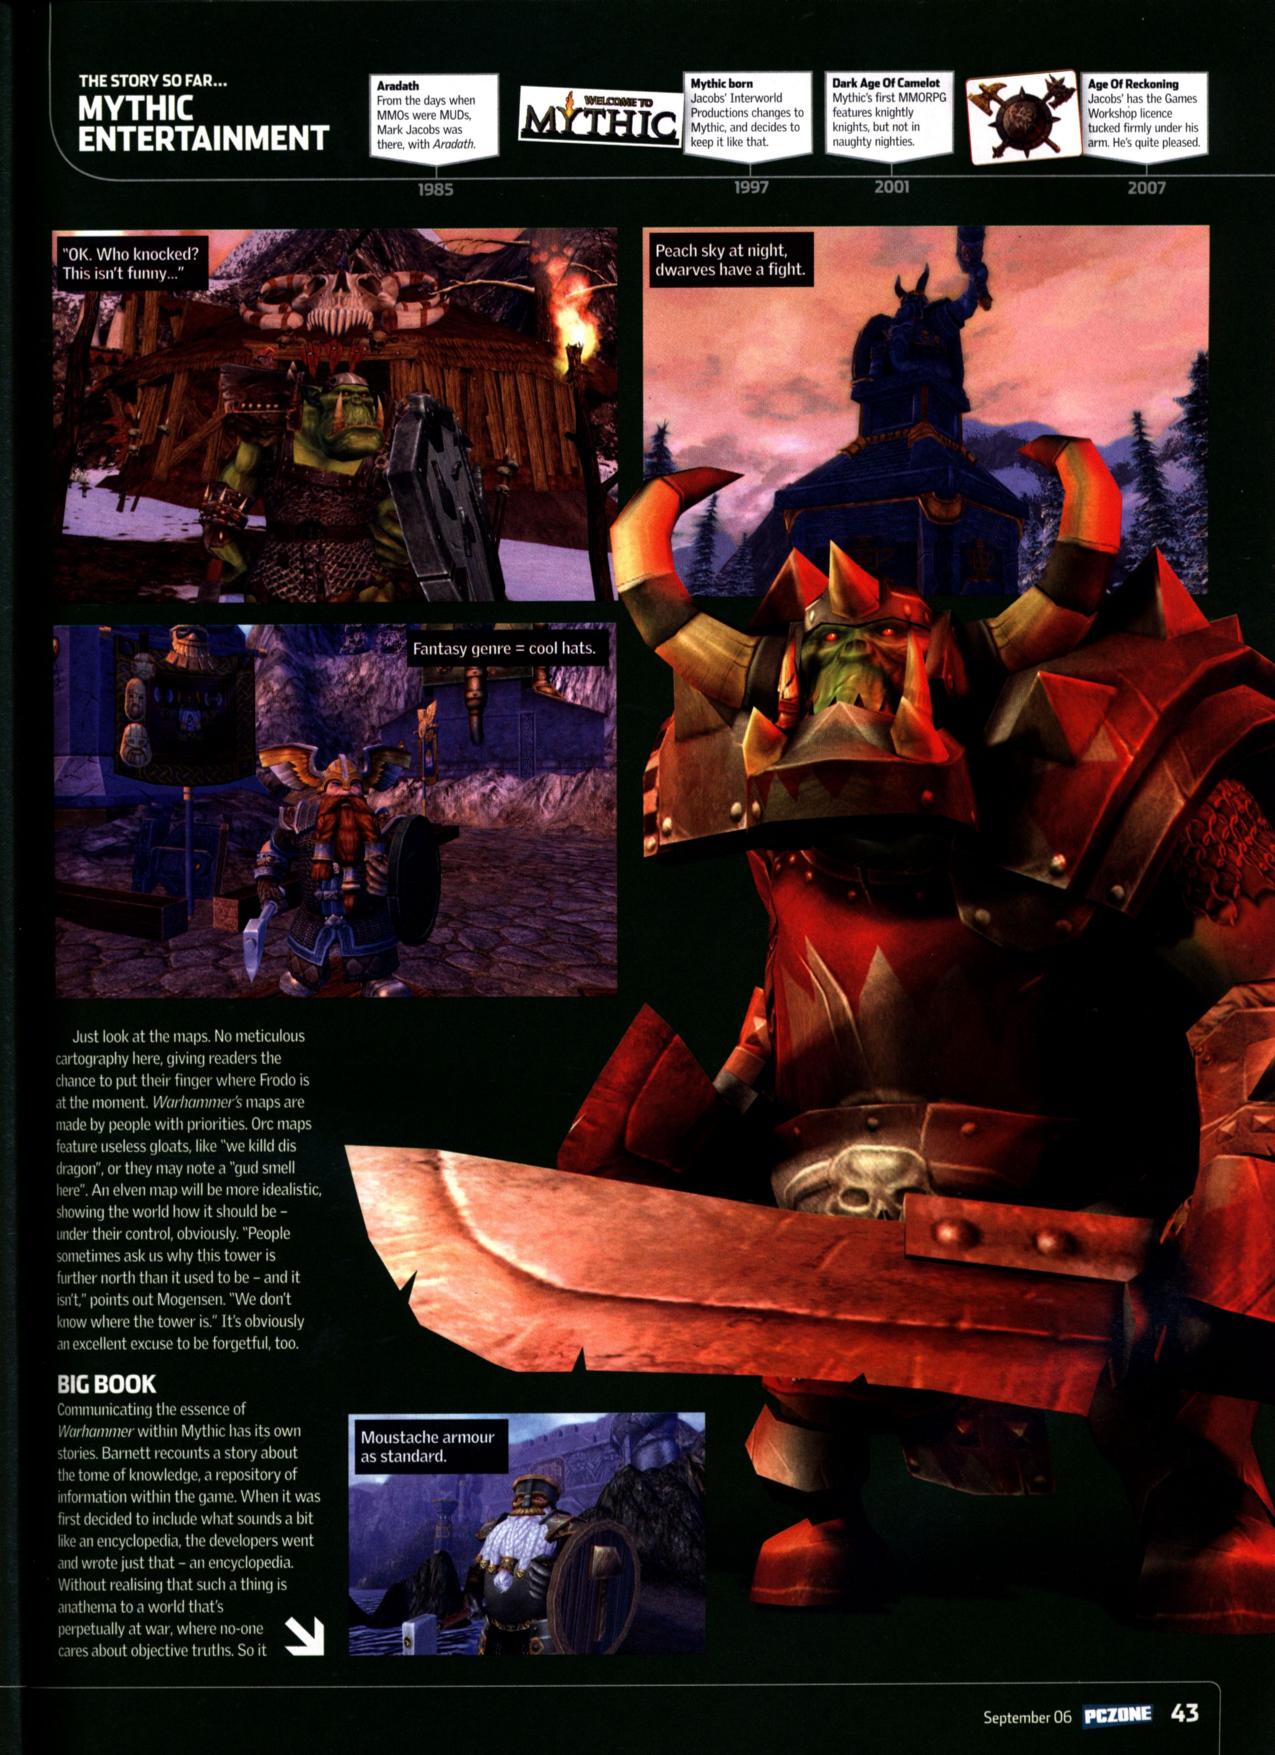 THE STORY SO FAR...
MYTHIC
ENTERTAINMENT
Aradath
From the days when
MMOs were MUDs,
Mark Jacobs was
there, with Aradath.
WELCOME TO
MYTHIC
Mythic born
Jacobs' Interworld
Productions changes to
Mythic, and decides to
keep it like that.
Dark Age Of Camelot
Mythic's first MMORPG
features knightly
knights, but not in
naughty nighties.
Age Of Reckoning
Jacobs' has the Games
Workshop licence
tucked firmly under his
arm. He's quite pleased.
1985
1997
2001
2007
"OK. Who knocked?
This isn't funny..."
Peach sky at night,
dwarves have a fight.
Fantasy genre = cool hats.
Just look at the maps. No meticulous
cartography here, giving readers the
chance to put their finger where Frodo is
at the moment. Warhammer's maps are
made by people with priorities. Orc maps
feature useless gloats, like "we killd dis
dragon", or they may note a "gud smell
here". An elven map will be more idealistic,
showing the world how it should be –
under their control, obviously. "People
sometimes ask us why this tower is
further north than it used to be – and it
isn't," points out Mogensen. "We don't
know where the tower is." It's obviously
an excellent excuse to be forgetful, too.
BIG BOOK
Communicating the essence of
Warhammer within Mythic has its own
stories. Barnett recounts a story about
the tome of knowledge, a repository of
information within the game. When it was
first decided to include what sounds a bit
like an encyclopedia, the developers went
and wrote just that – an encyclopedia.
Without realising that such a thing is
anathema to a world that's
perpetually at war, where no-one
cares about objective truths. So it
Moustache armour
as standard.
September 06 PCZONE 43